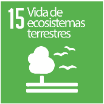 15 Vida de
ecosistemas
terrestres